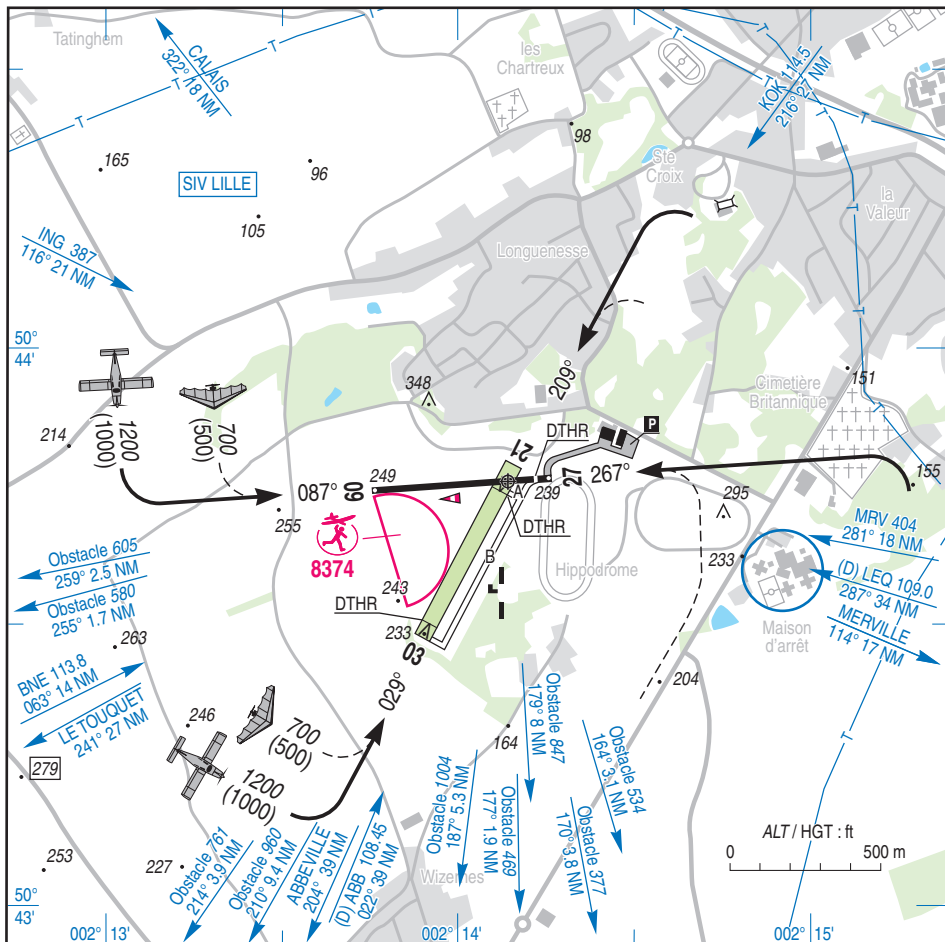 Tatinghem
CALAIS
322° 18 NM
les
Chartreux
KOK 114.5
216° 27 NM
T
T
T
T
T
T
98
165
96
SIV LILLE
105
Ste
Croix
la
Valeur
Longuenesse
ING 387
116° 21 NM
50°
44'
209°
348
151
Cimetière
Britannique
1200
(1000)
700
(500)
214
DTHR
P
21
249
087°
09
A
239
27
267°
155
255
DTHR
295
8374
MRV 404
281° 18 NM
Obstacle 605
259° 2.5 NM
B
Hippodrome
233
(D) LEQ 109.0
287° 34 NM
Obstacle 580
255° 1.7 NM
243
DTHR
233
03
Maison
d'arrêt
MERVILLE
114° 17 NM
263
BNE 113.8
063° 14 NM
029°
204
LE TOUQUET
241° 27 NM
246
700
(500)
164
Obstacle 847
179° 8 NM
Obstacle 534
164° 3.1 NM
279
1200
(1000)
Obstacle 1004
187° 5.3 NM
Obstacle 469
177° 1.9 NM
Obstacle 377
170° 3.8 NM
ALT / HGT : ft
0
500 m
253
227
Obstacle 761
214° 3.9 NM
Obstacle 960
210° 9.4 NM
ABBEVILLE
204° 39 NM
(D) ABB 108.45
022° 39 NM
Wizernes
50°
43'
002° 13'
002° 14'
002° 15'